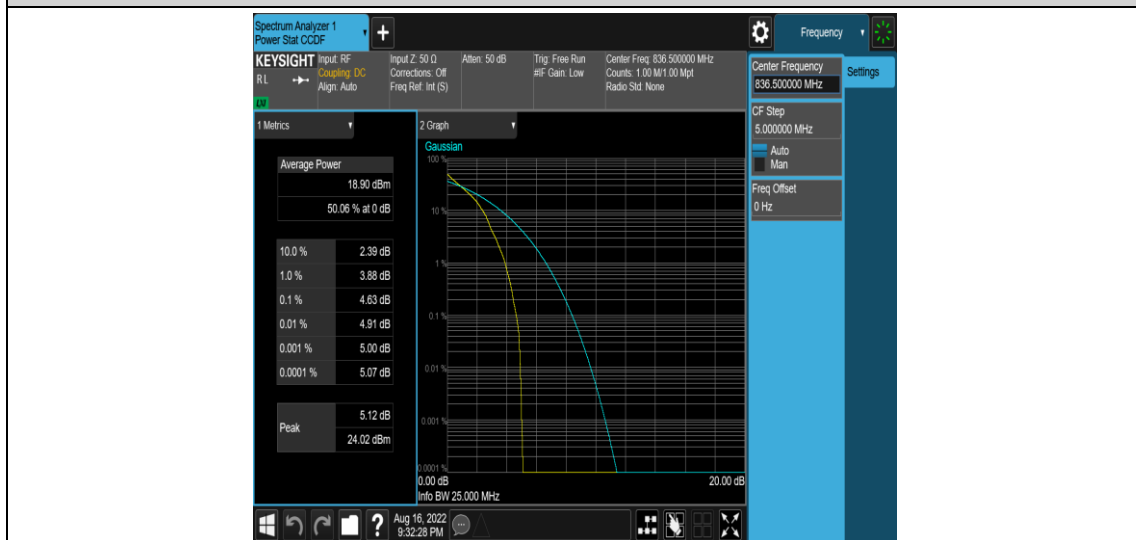 Spectrum Analyzer 1
Power Stat CCDF
+
Frequency
KEYSIGHT
RL
LXI
Input: RF
Coupling: DC
Align: Auto
Input Z: 50 Ω
Corrections: Off
Freq Ref: Int (S)
Atten: 50 dB
Trig: Free Run
#IF Gain: Low
Center Freq: 836.500000 MHz
Counts: 1.00 M/1.00 Mpt
Radio Std: None
Center Frequency
836.500000 MHz
Settings
CF Step
5.000000 MHz
Auto
Man
Freq Offset
0 Hz
1 Metrics
Average Power
18.90 dBm
50.06 % at 0 dB
10.0 % 2.39 dB
1.0 % 3.88 dB
0.1 % 4.63 dB
0.01 % 4.91 dB
0.001 % 5.00 dB
0.0001 % 5.07 dB
Peak
5.12 dB
24.02 dBm
2 Graph
Gaussian
100 %
10 %
1 %
0.1 %
0.01 %
0.001 %
0.0001 %
0.00 dB 20.00 dB
Info BW 25.000 MHz
?
Aug 16, 2022
9:32:28 PM